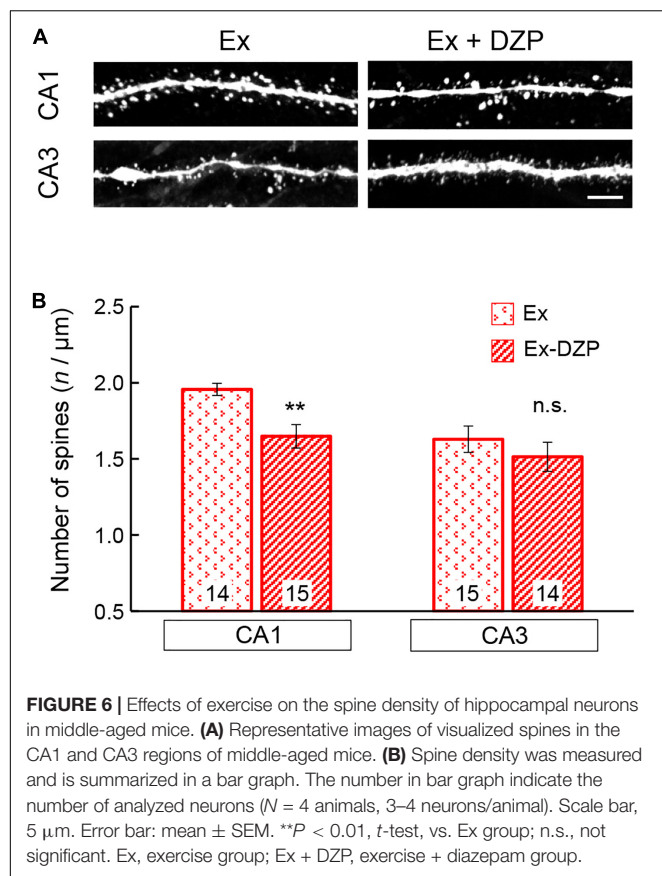 A
Ex
Ex + DZP
CA1
CA3
B
Number of spines (n / μm)
2.5
2.0
1.5
1.0
0.5
Ex
Ex-DZP
**
n.s.
14
15
15
14
CA1
CA3
FIGURE 6 | Effects of exercise on the spine density of hippocampal neurons
in middle-aged mice. (A) Representative images of visualized spines in the
CA1 and CA3 regions of middle-aged mice. (B) Spine density was measured
and is summarized in a bar graph. The number in bar graph indicate the
number of analyzed neurons (N = 4 animals, 3–4 neurons/animal). Scale bar,
5 μm. Error bar: mean ± SEM. **P < 0.01, t-test, vs. Ex group; n.s., not
significant. Ex, exercise group; Ex + DZP, exercise + diazepam group.